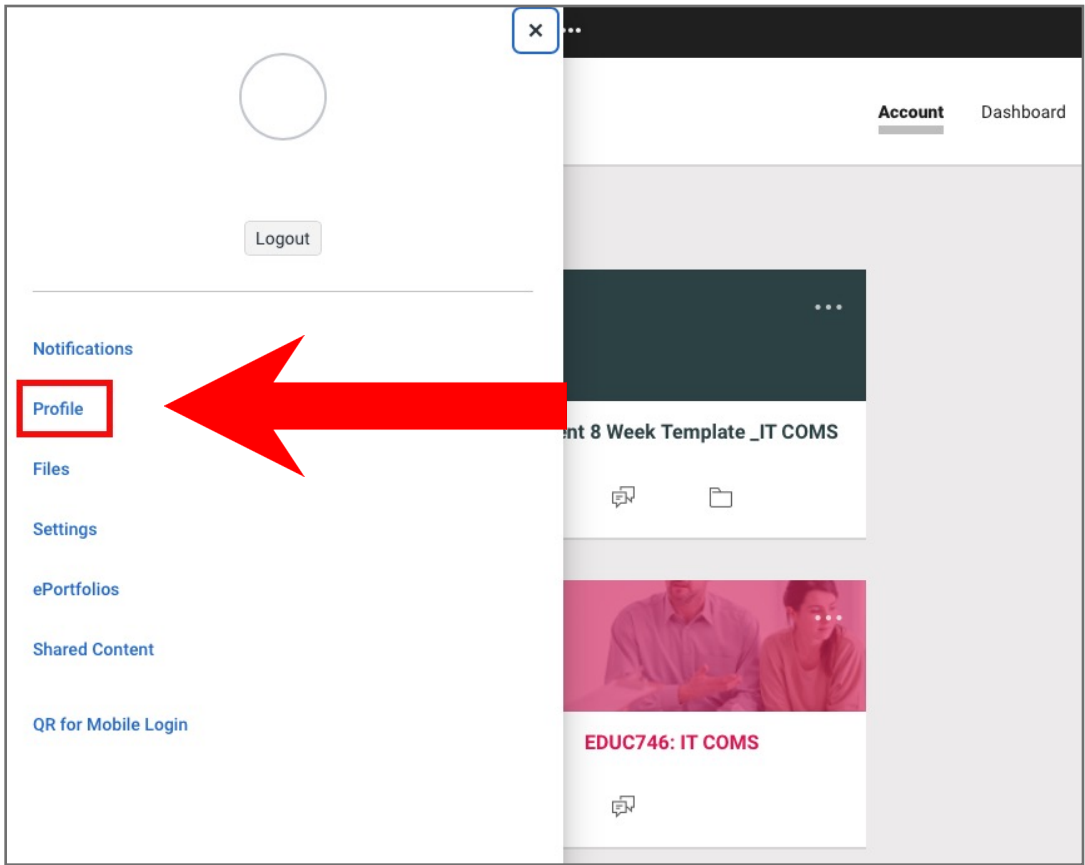 Account Dashboard
Logout
Notifications
Profile
Files
Settings
ePortfolios
Shared Content
QR for Mobile Login
8 Week Template _IT COMS
EDUC746: IT COMS